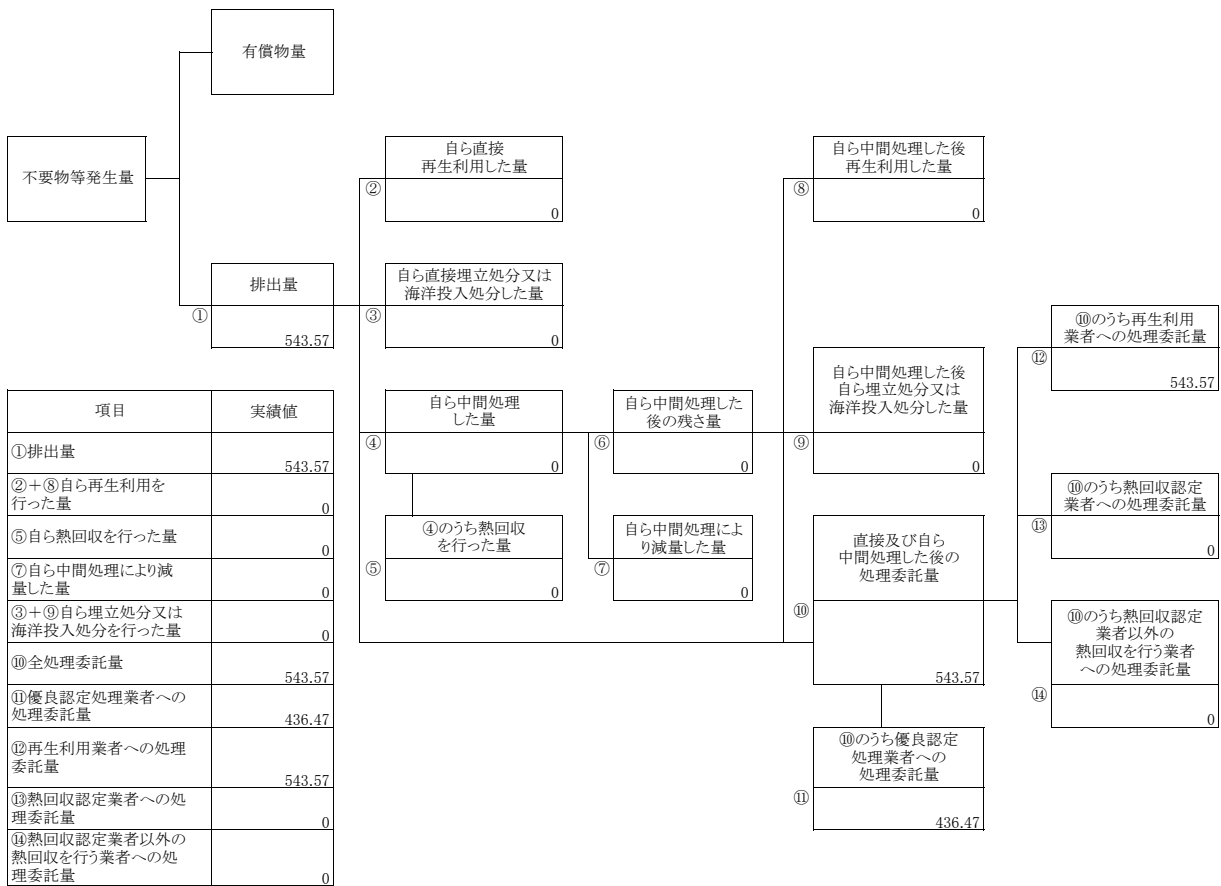 有償物量
不要物等発生量
排出量
①
543.57
自ら直接
再生利用した量
②
0
自ら直接埋立処分又は
海洋投入処分した量
③
0
自ら中間処理
した量
④
0
④のうち熱回収
を行った量
⑤
0
自ら中間処理した
後の残さ量
⑥
0
自ら中間処理によ
り減量した量
⑦
0
自ら中間処理した後
再生利用した量
⑧
0
自ら中間処理した後
自ら埋立処分又は
海洋投入処分した量
⑨
0
直接及び自ら
中間処理した後の
処理委託量
⑩
543.57
⑩のうち優良認定
処理業者への
処理委託量
⑪
436.47
⑩のうち再生利用
業者への処理委託量
⑫
543.57
⑩のうち熱回収認定
業者への処理委託量
⑬
0
⑩のうち熱回収認定
業者以外の
熱回収を行う業者
への処理委託量
⑭
0
項目 実績値
①排出量
543.57
②+⑧自ら再生利用を
行った量
0
⑤自ら熱回収を行った量
0
⑦自ら中間処理により減
量した量
0
③+⑨自ら埋立処分又は
海洋投入処分を行った量
0
⑩全処理委託量
543.57
⑪優良認定処理業者への
処理委託量
436.47
⑫再生利用業者への処理
委託量
543.57
⑬熱回収認定業者への処
理委託量
0
⑭熱回収認定業者以外の
熱回収を行う業者への処
理委託量
0